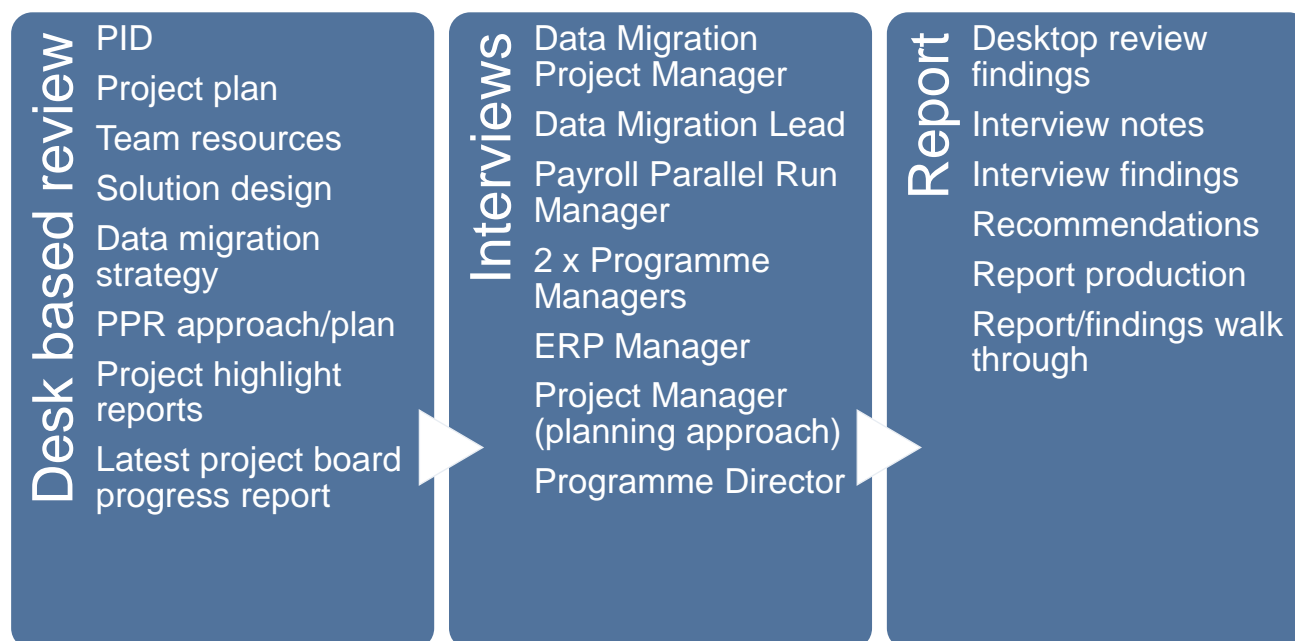 Desk based review
PID
Project plan
Team resources
Solution design
Data migration
strategy
PPR approach/plan
Project highlight
reports
Latest project board
progress report
Interviews
Data Migration
Project Manager
Data Migration Lead
Payroll Parallel Run
Manager
2 x Programme
Managers
ERP Manager
Project Manager
(planning approach)
Programme Director
Report
Desktop review
findings
Interview notes
Interview findings
Recommendations
Report production
Report/findings walk
through